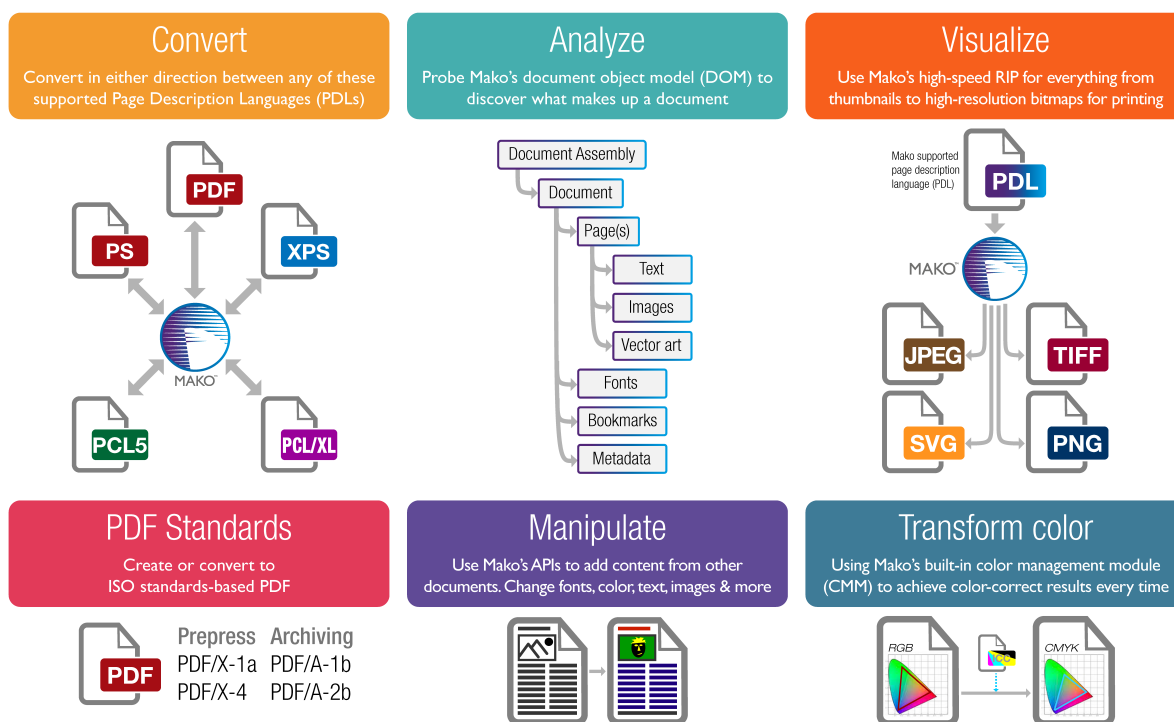 Convert
Convert in either direction between any of these
supported Page Description Languages (PDLs)
PDF
PS
XPS
MAKO™
PCL5
PCL/XL
Analyze
Probe Mako's document object model (DOM) to
discover what makes up a document
Document Assembly
Document
Page(s)
Text
Images
Vector art
Fonts
Bookmarks
Metadata
Visualize
Use Mako's high-speed RIP for everything from
thumbnails to high-resolution bitmaps for printing
Mako supported
page description
language (PDL)
PDL
MAKO™
JPEG
TIFF
SVG
PNG
PDF Standards
Create or convert to
ISO standards-based PDF
PDF
Prepress Archiving
PDF/X-1a PDF/A-1b
PDF/X-4 PDF/A-2b
Manipulate
Use Mako's APIs to add content from other
documents. Change fonts, color, text, images & more
Transform color
Using Mako's built-in color management module
(CMM) to achieve color-correct results every time
RGB
CMYK